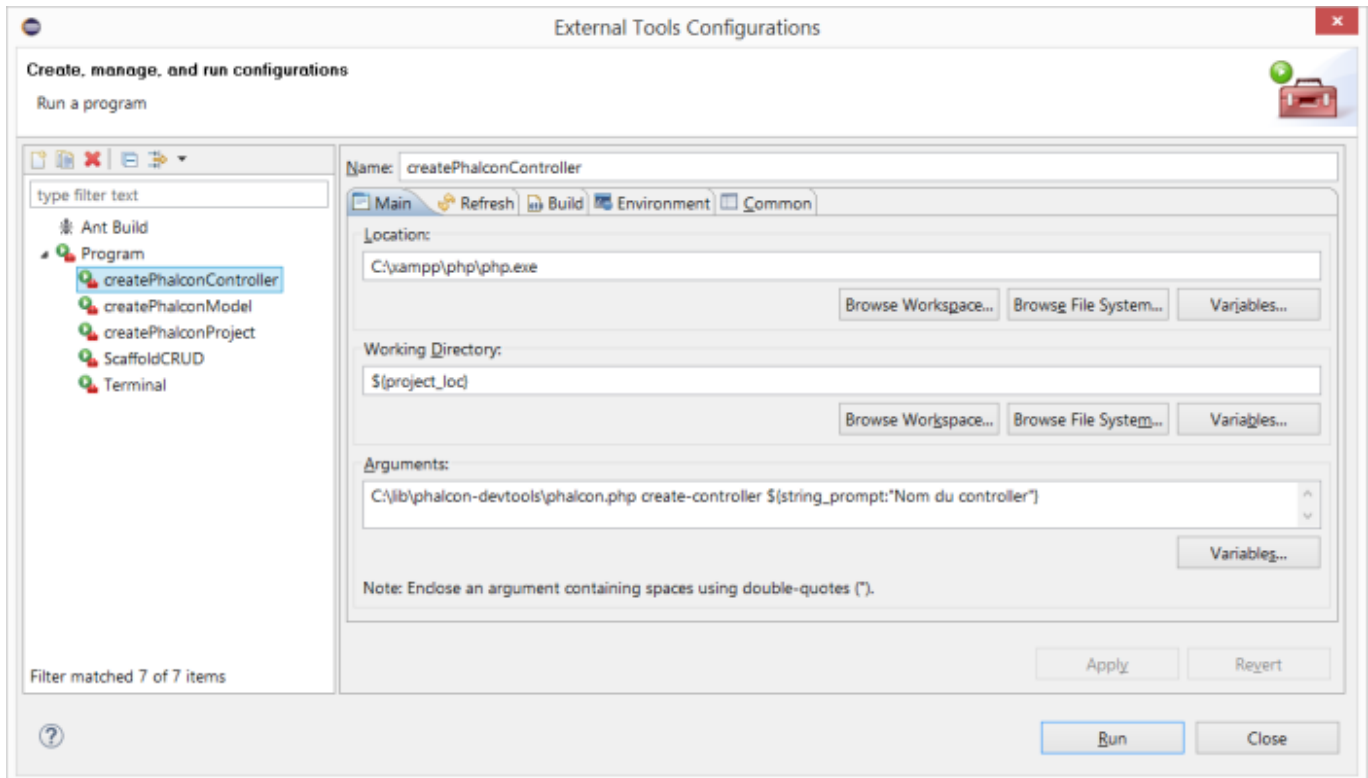 External Tools Configurations
Create, manage, and run configurations
Run a program
type filter text
Ant Build
Program
createPhalconController
createPhalconModel
createPhalconProject
ScaffoldCRUD
Terminal
Filter matched 7 of 7 items
Name: createPhalconController
Main Refresh Build Environment Common
Location:
C:\xampp\php\php.exe
Browse Workspace... Browse File System... Variables...
Working Directory:
${project_loc}
Browse Workspace... Browse File System... Variables...
Arguments:
C:\lib\phalcon-devtools\phalcon.php create-controller ${string_prompt:"Nom du controller"}
Variables...
Note: Enclose an argument containing spaces using double-quotes (").
Apply Revert
Run Close